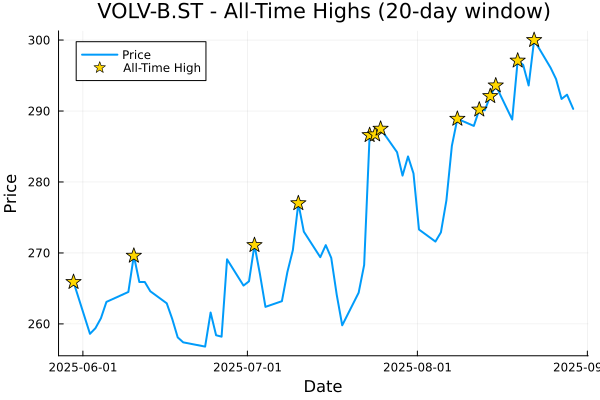 VOLV-B.ST - All-Time Highs (20-day window)
Price
All-Time High
300
290
280
270
260
Price
2025-06-01
2025-07-01
2025-08-01
2025-09
Date